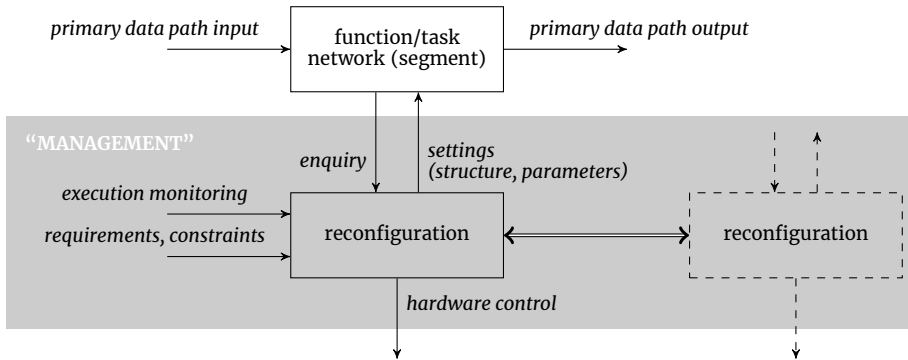 primary data path input
function/task
network (segment)
primary data path output
“MANAGEMENT”
enquiry
settings
(structure, parameters)
execution monitoring
requirements, constraints
reconfiguration
reconfiguration
hardware control